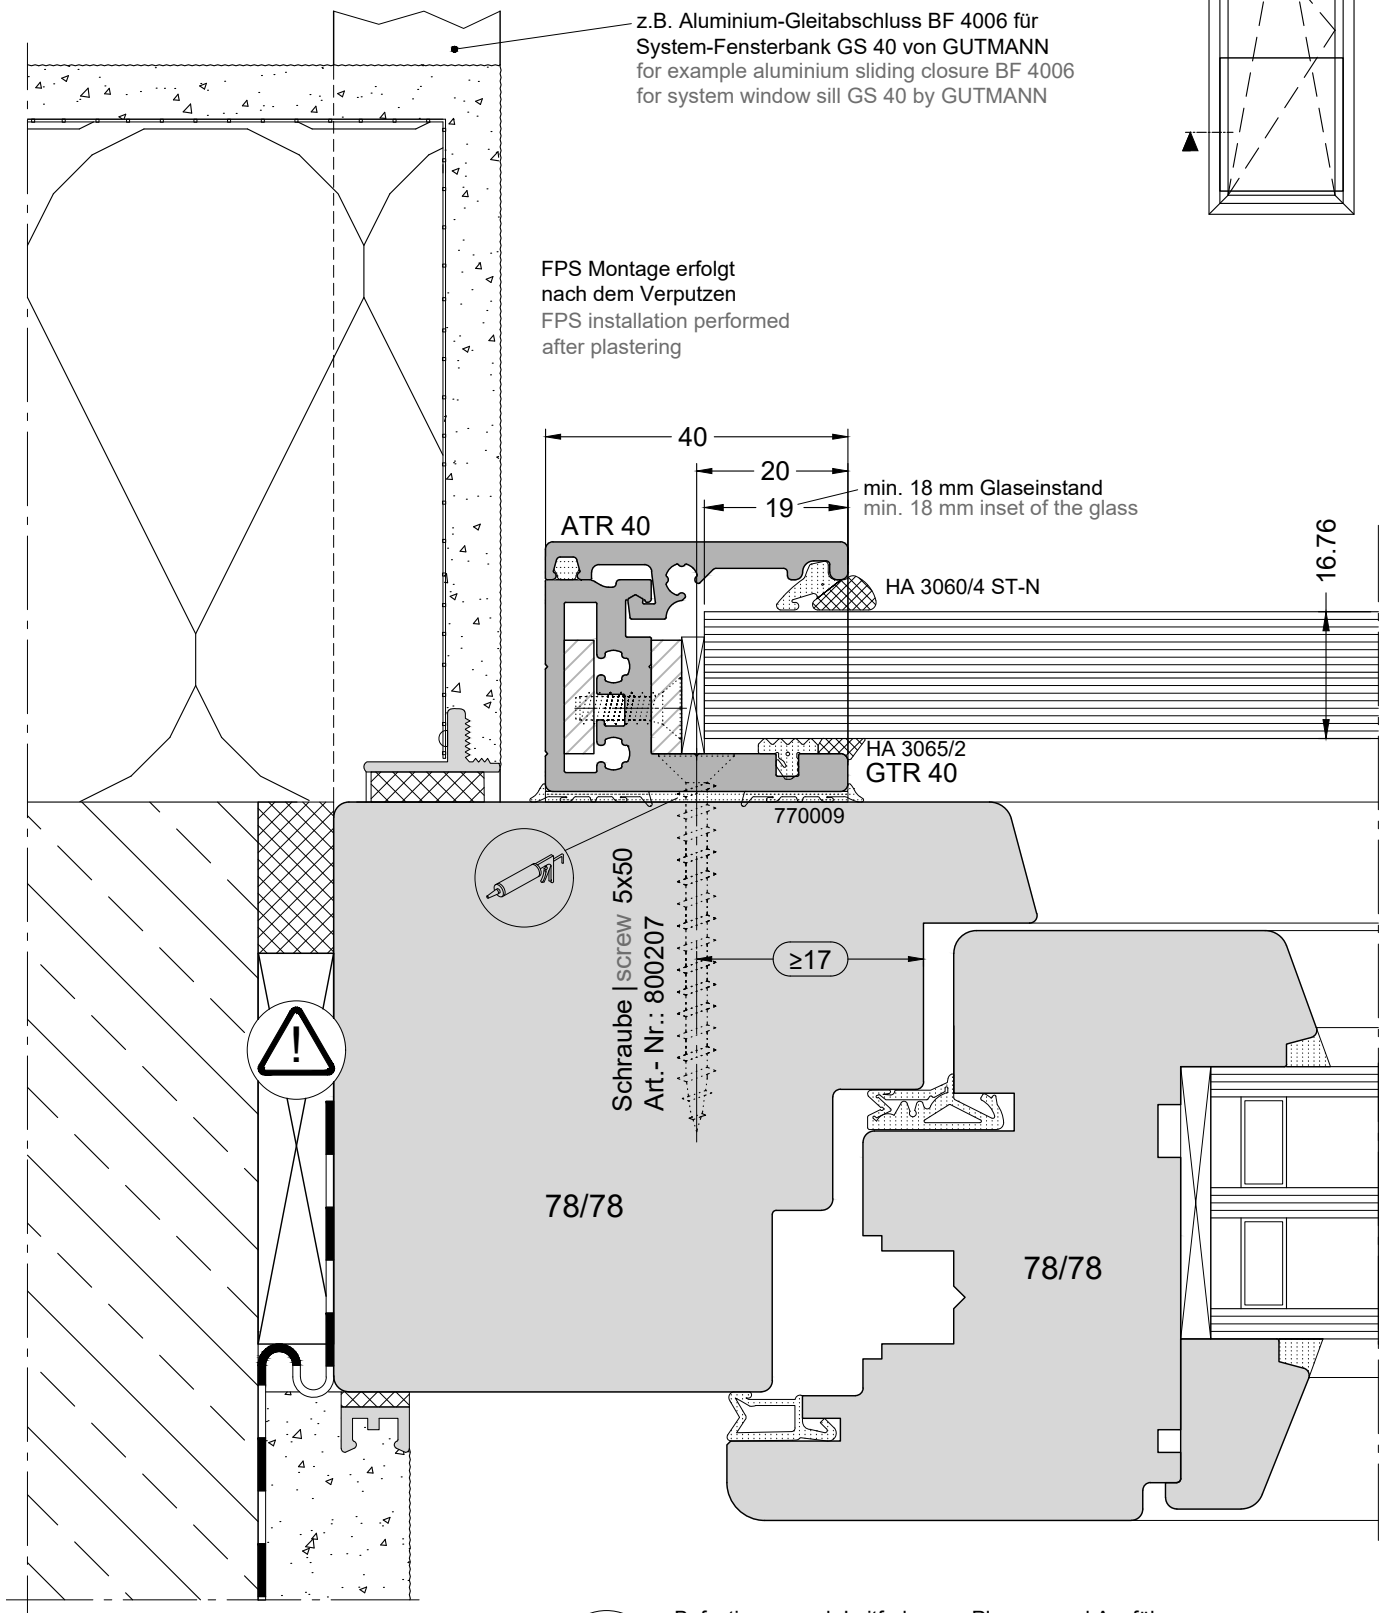 z.B. Aluminium-Gleitabschluss BF 4006 für
System-Fensterbank GS 40 von GUTMANN
for example aluminium sliding closure BF 4006
for system window sill GS 40 by GUTMANN
FPS Montage erfolgt
nach dem Verputzen
FPS installation performed
after plastering
40
20
19
min. 18 mm Glaseinstand
min. 18 mm inset of the glass
ATR 40
16.76
HA 3060/4 ST-N
HA 3065/2
GTR 40
770009
Schraube | screw 5x50
Art.- Nr.: 800207
≥17
!
78/78
78/78